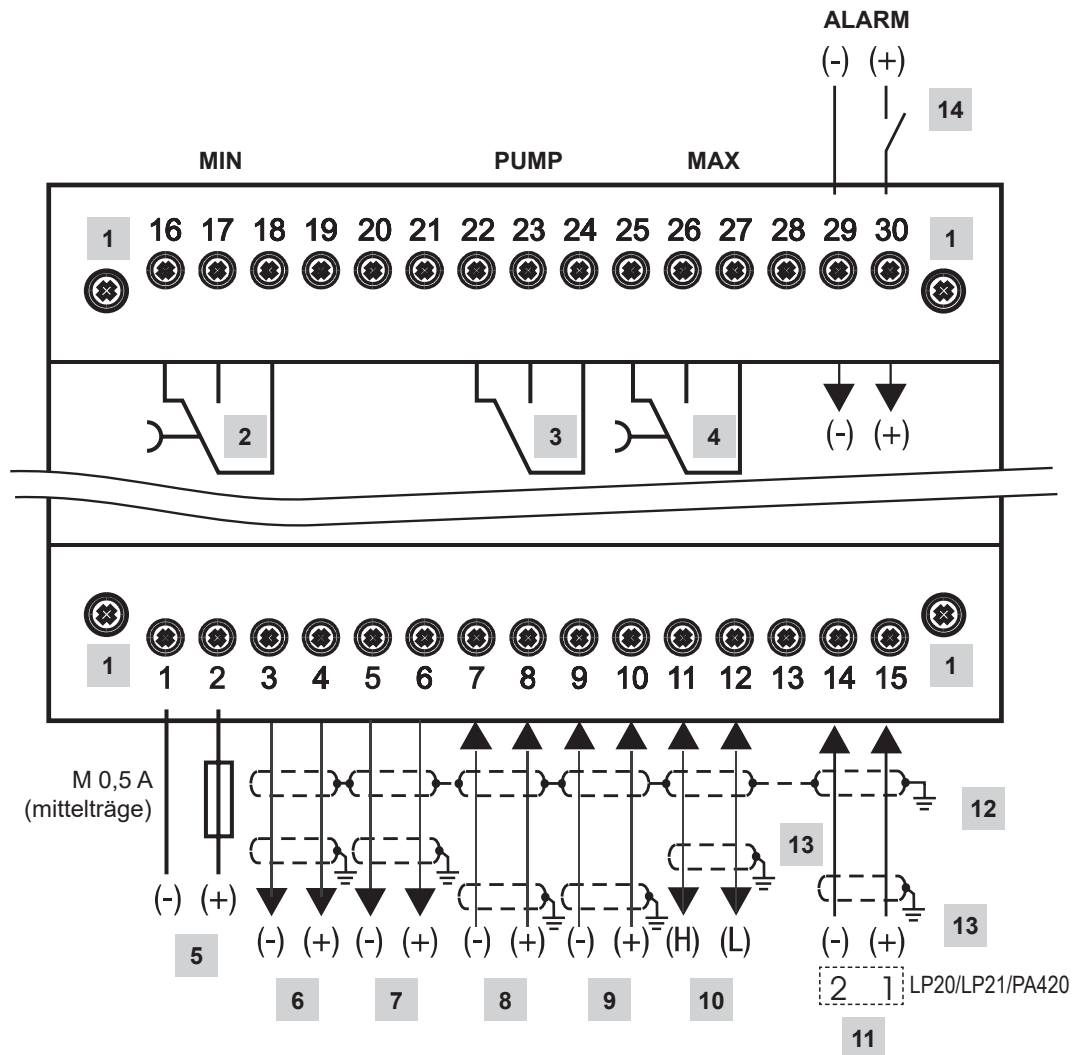 ALARM
(-) (+)
14
MIN PUMP MAX
1 16 17 18 19 20 21 22 23 24 25 26 27 28 29 30 1
2 3 4 (-) (+)
1 1 2 3 4 5 6 7 8 9 10 11 12 13 14 15 1
M 0,5 A
(mittelträge)
12
13
(-) (+) (-) (+) (-) (+) (-) (+) (-) (+) (H) (L) (-) (+) 13
5
2 1 LP20/LP21/PA420
6 7 8 9 10
11